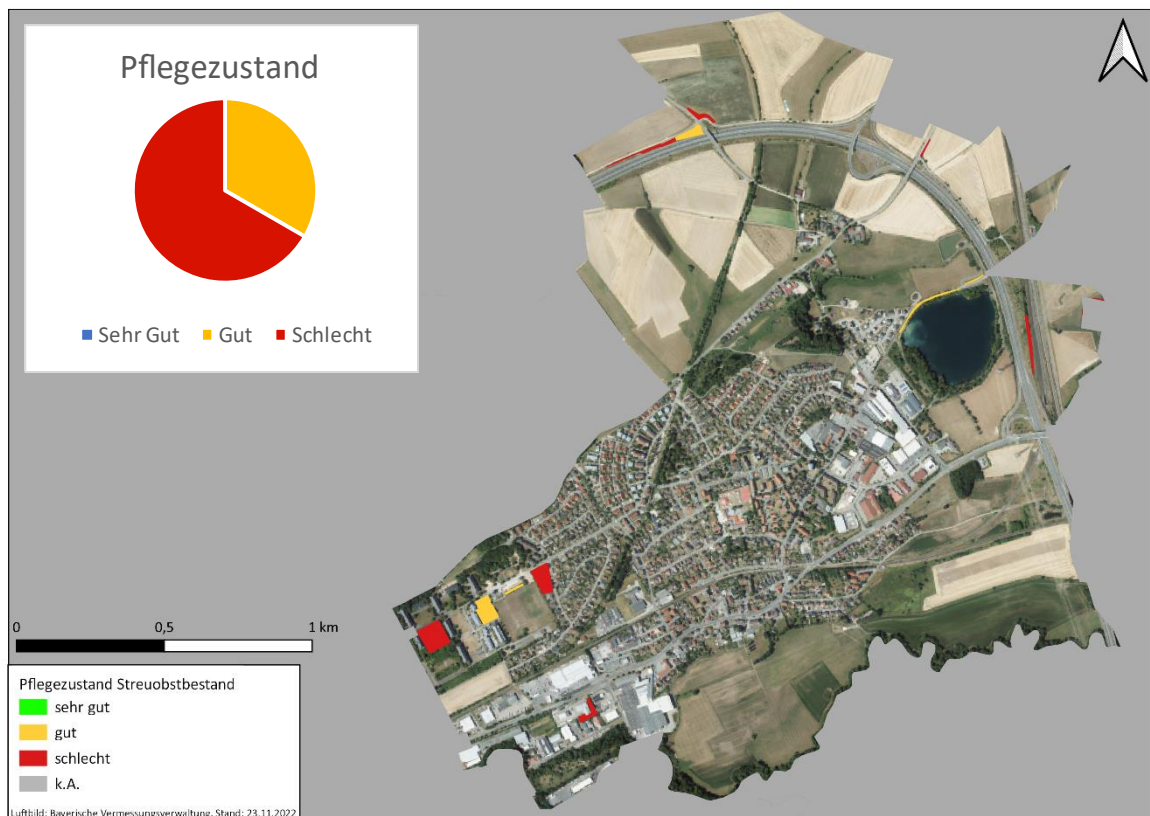 Pflegezustand
Sehr Gut Gut Schlecht
0 0,5 1 km
Pflegezustand Streuobstbestand
sehr gut
gut
schlecht
k.A.
Luftbild: Bayerische Vermessungsverwaltung, Stand: 23.11.2022